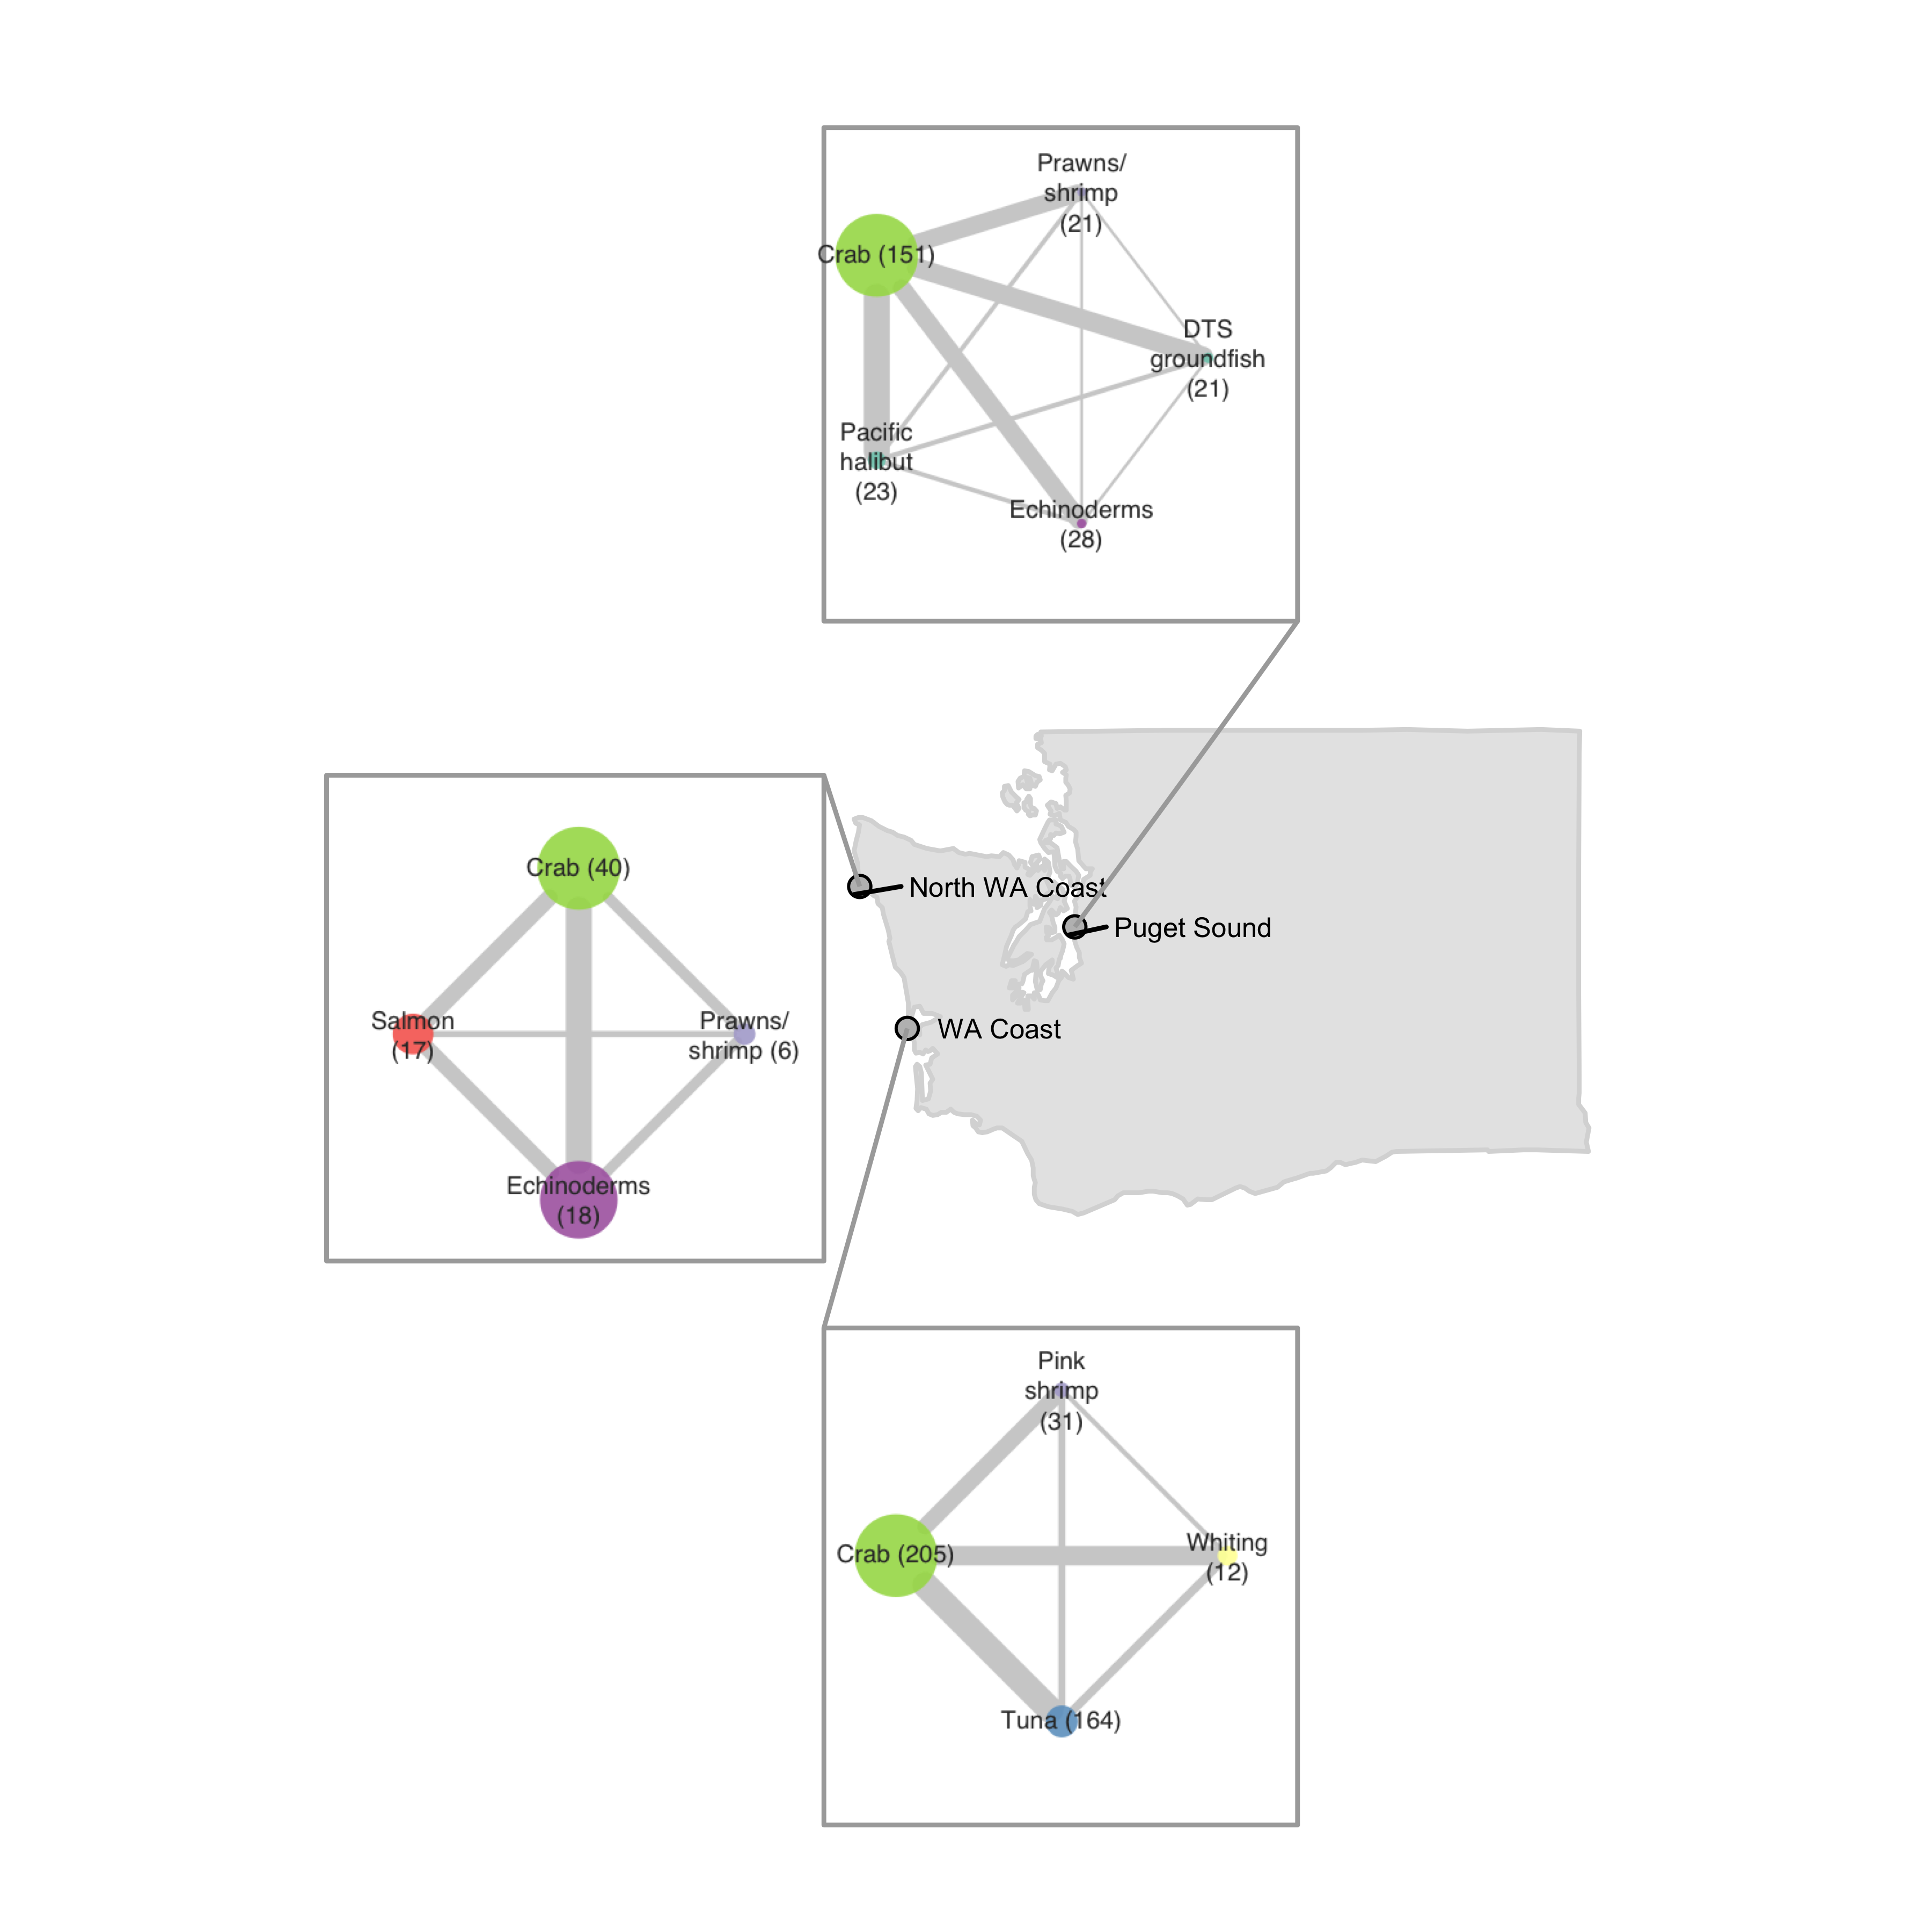 Prawns/
shrimp
(21)
Crab (151)
DTS
groundfish
(21)
Pacific
halibut
(23)
Echinoderms
(28)
Crab (40)
Salmon
(17)
Prawns/
shrimp (6)
Echinoderms
(18)
North WA Coast
Puget Sound
WA Coast
Pink
shrimp
(31)
Crab (205)
Whiting
(12)
Tuna (164)